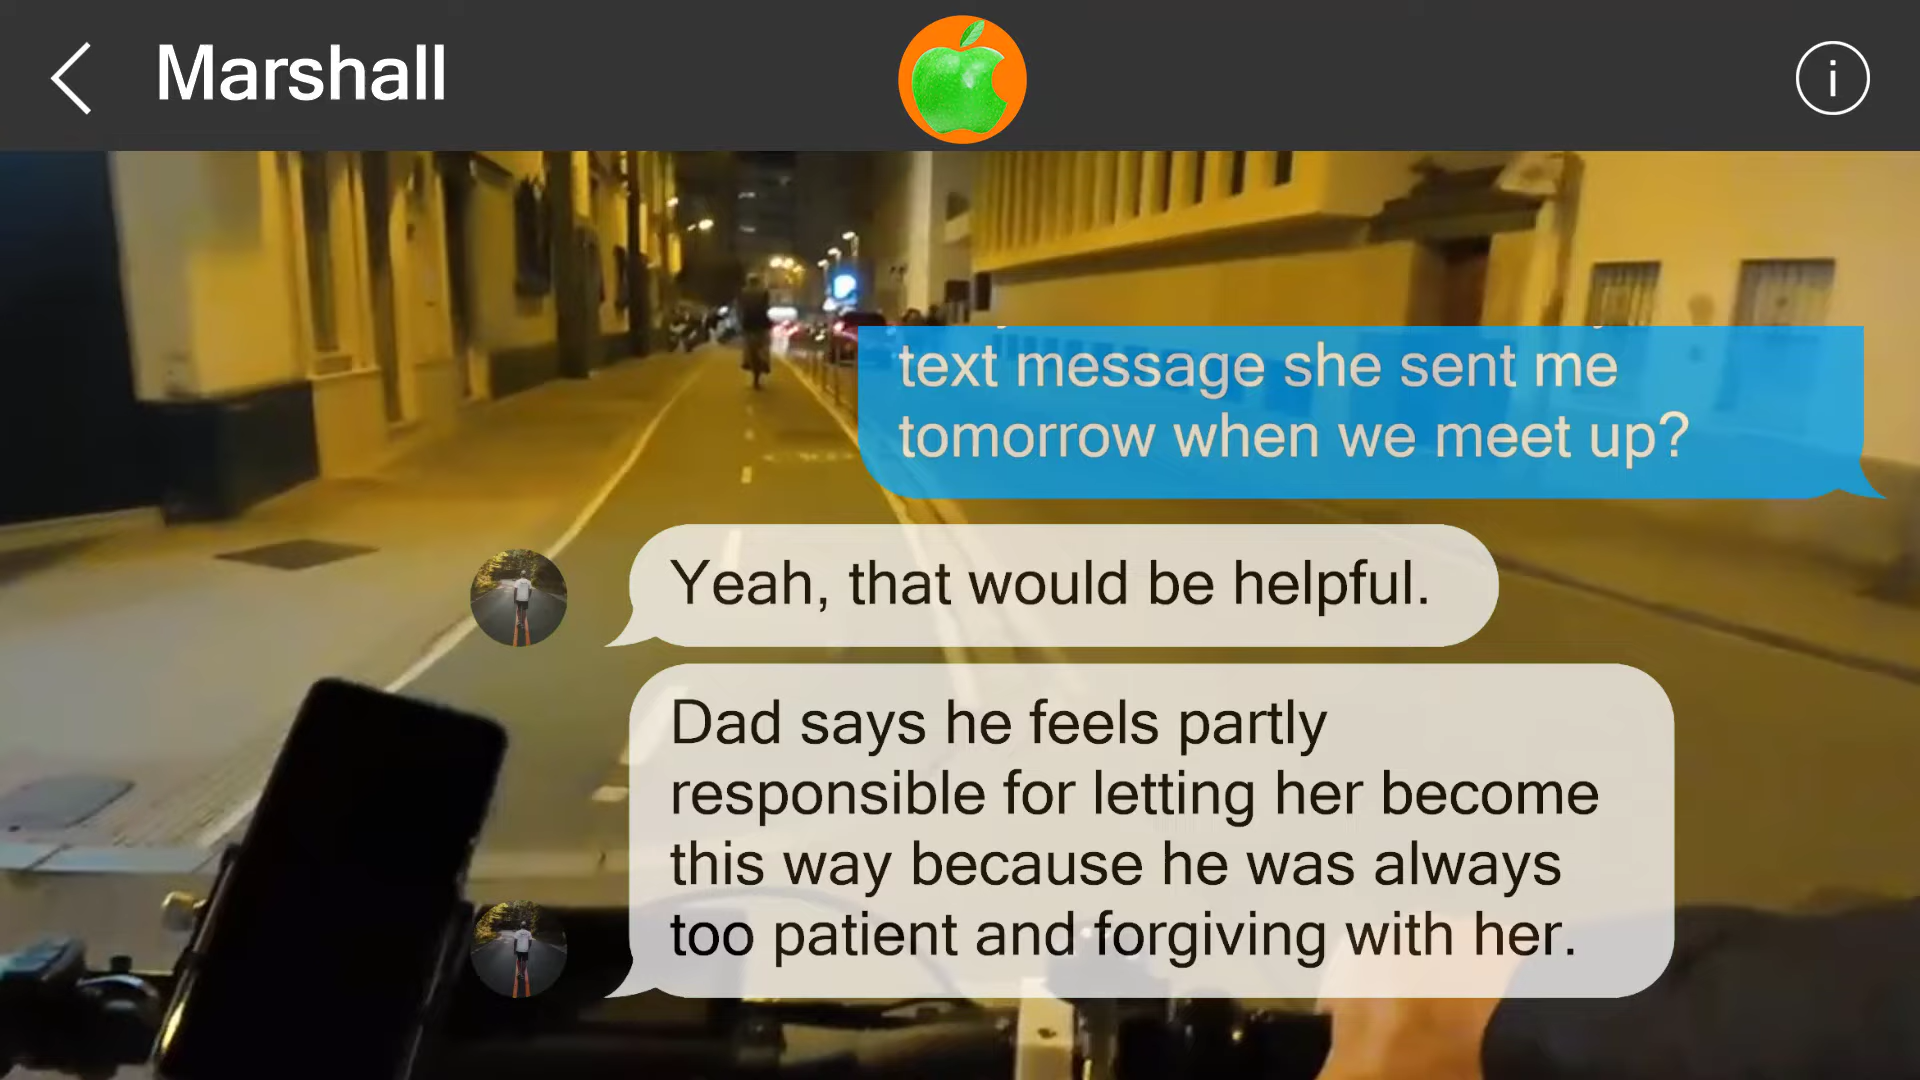 Marshall
i
text message she sent me
tomorrow when we meet up?
Yeah, that would be helpful.
Dad says he feels partly
responsible for letting her become
this way because he was always
too patient and forgiving with her.